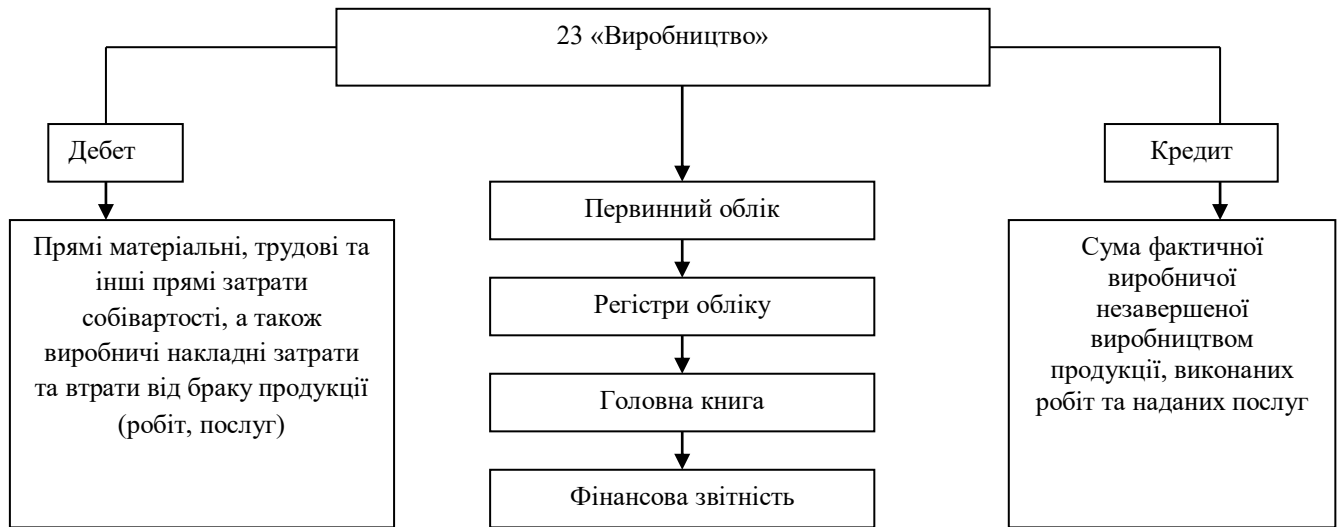 23 «Виробництво»
Дебет
Кредит
Прямі матеріальні, трудові та
інші прямі затрати
собівартості, а також
виробничі накладні затрати
та втрати від браку продукції
(робіт, послуг)
Первинний облік
Регістри обліку
Головна книга
Фінансова звітність
Сума фактичної
виробничої
незавершеної
виробництвом
продукції, виконаних
робіт та наданих послуг